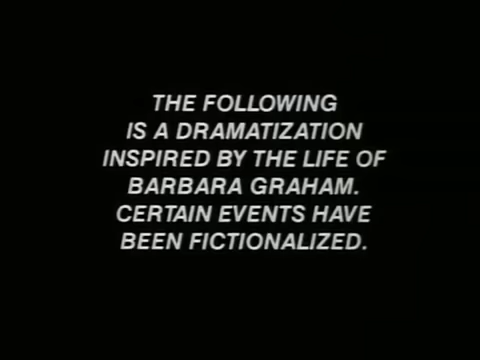 THE FOLLOWING
IS A DRAMATIZATION
INSPIRED BY THE LIFE OF
BARBARA GRAHAM.
CERTAIN EVENTS HAVE
BEEN FICTIONALIZED.